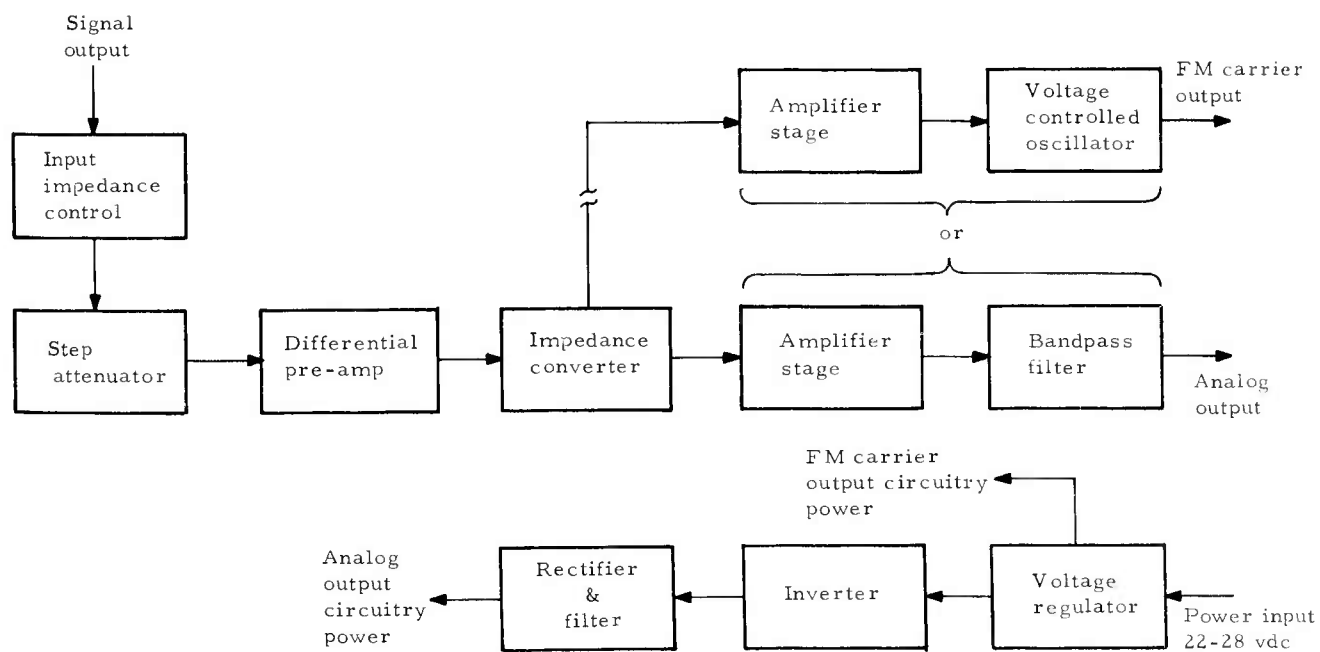 Signal
output
Input
impedance
control
Step
attenuator
Differential
pre-amp
Impedance
converter
Amplifier
stage
Voltage
controlled
oscillator
FM carrier
output
or
Amplifier
stage
Bandpass
filter
Analog
output
FM carrier
output circuitry
power
Analog
output
circuitry
power
Rectifier
&
filter
Inverter
Voltage
regulator
Power input
22-28 vdc